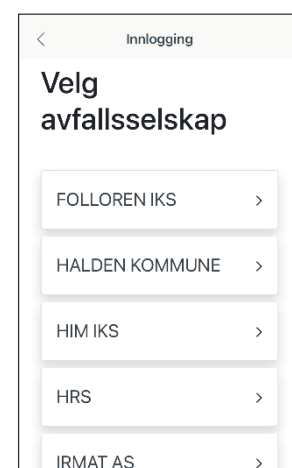 Innlogging
Velg
avfallsselskap
FOLLOREN IKS
HALDEN KOMMUNE
HIM IKS
HRS
IRMAT AS